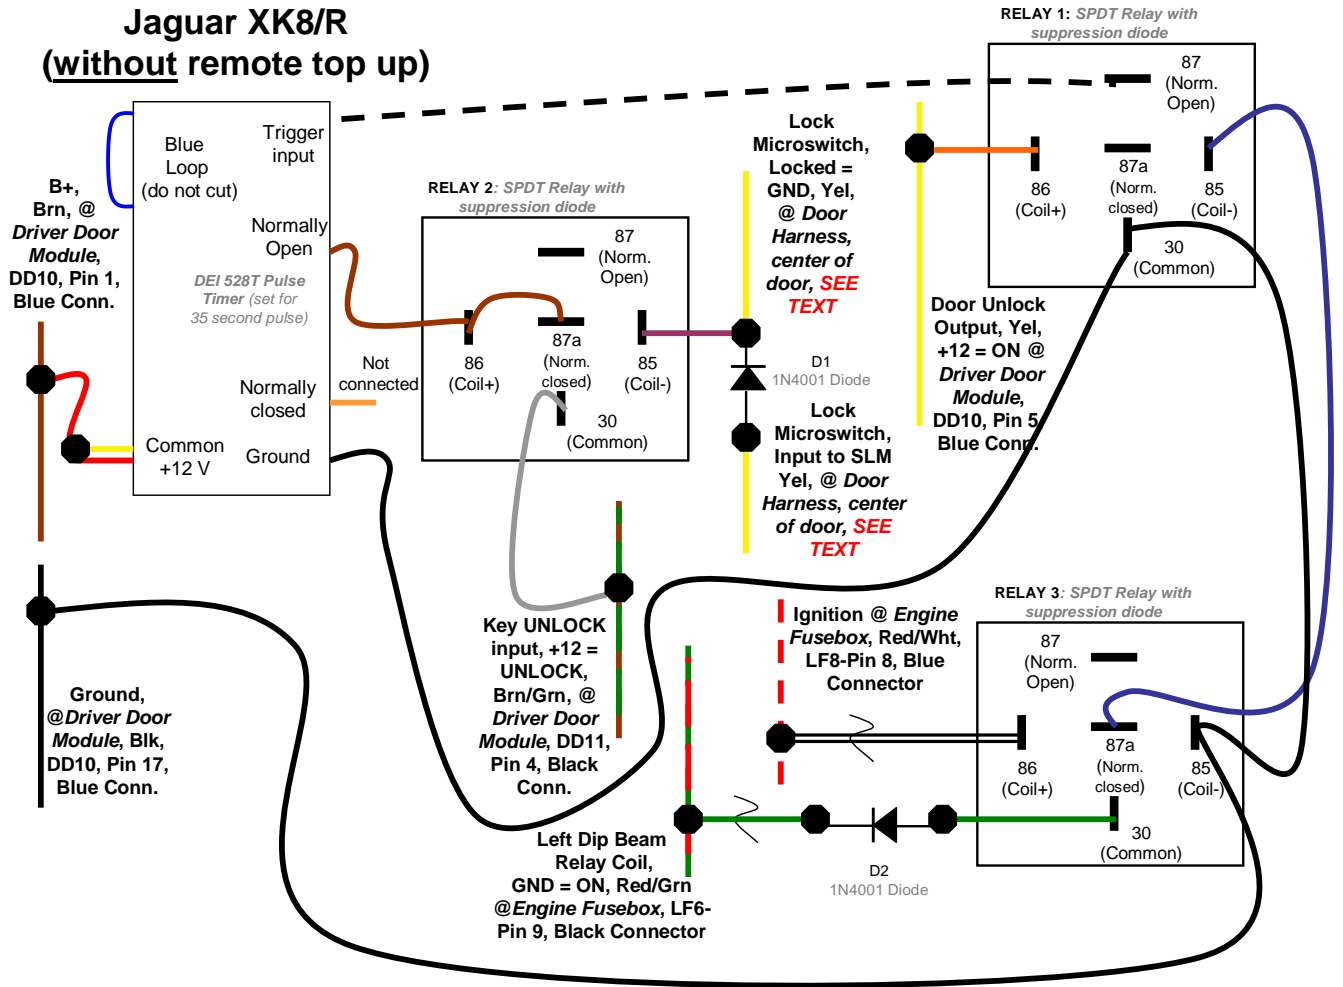 Jaguar XK8/R
(without remote top up)
B+,
Brn, @
Driver Door
Module,
DD10, Pin 1,
Blue Conn.
Blue
Loop
(do not cut)
Trigger
input
Normally
Open
DEI 528T Pulse
Timer (set for
35 second pulse)
Normally
closed
Common
+12 V
Ground
Not
connected
Ground,
@Driver Door
Module, Blk,
DD10, Pin 17,
Blue Conn.
RELAY 2: SPDT Relay with
suppression diode
87
(Norm.
Open)
86
(Coil+)
87a
(Norm.
closed)
85
(Coil-)
30
(Common)
Key UNLOCK
input, +12 =
UNLOCK,
Brn/Grn, @
Driver Door
Module, DD11,
Pin 4, Black
Conn.
Lock
Microswitch,
Locked =
GND, Yel,
@ Door
Harness,
center of
door, SEE
TEXT
D1
1N4001 Diode
Lock
Microswitch,
Input to SLM
Yel, @ Door
Harness, center
of door, SEE
TEXT
RELAY 1: SPDT Relay with
suppression diode
87
(Norm.
Open)
86
(Coil+)
87a
(Norm.
closed)
85
(Coil-)
30
(Common)
Door Unlock
Output, Yel,
+12 = ON @
Driver Door
Module,
DD10, Pin 5
Blue Conn.
Ignition @ Engine
Fusebox, Red/Wht,
LF8-Pin 8, Blue
Connector
RELAY 3: SPDT Relay with
suppression diode
87
(Norm.
Open)
86
(Coil+)
87a
(Norm.
closed)
85
(Coil-)
30
(Common)
Left Dip Beam
Relay Coil,
GND = ON, Red/Grn
@Engine Fusebox, LF6-
Pin 9, Black Connector
D2
1N4001 Diode